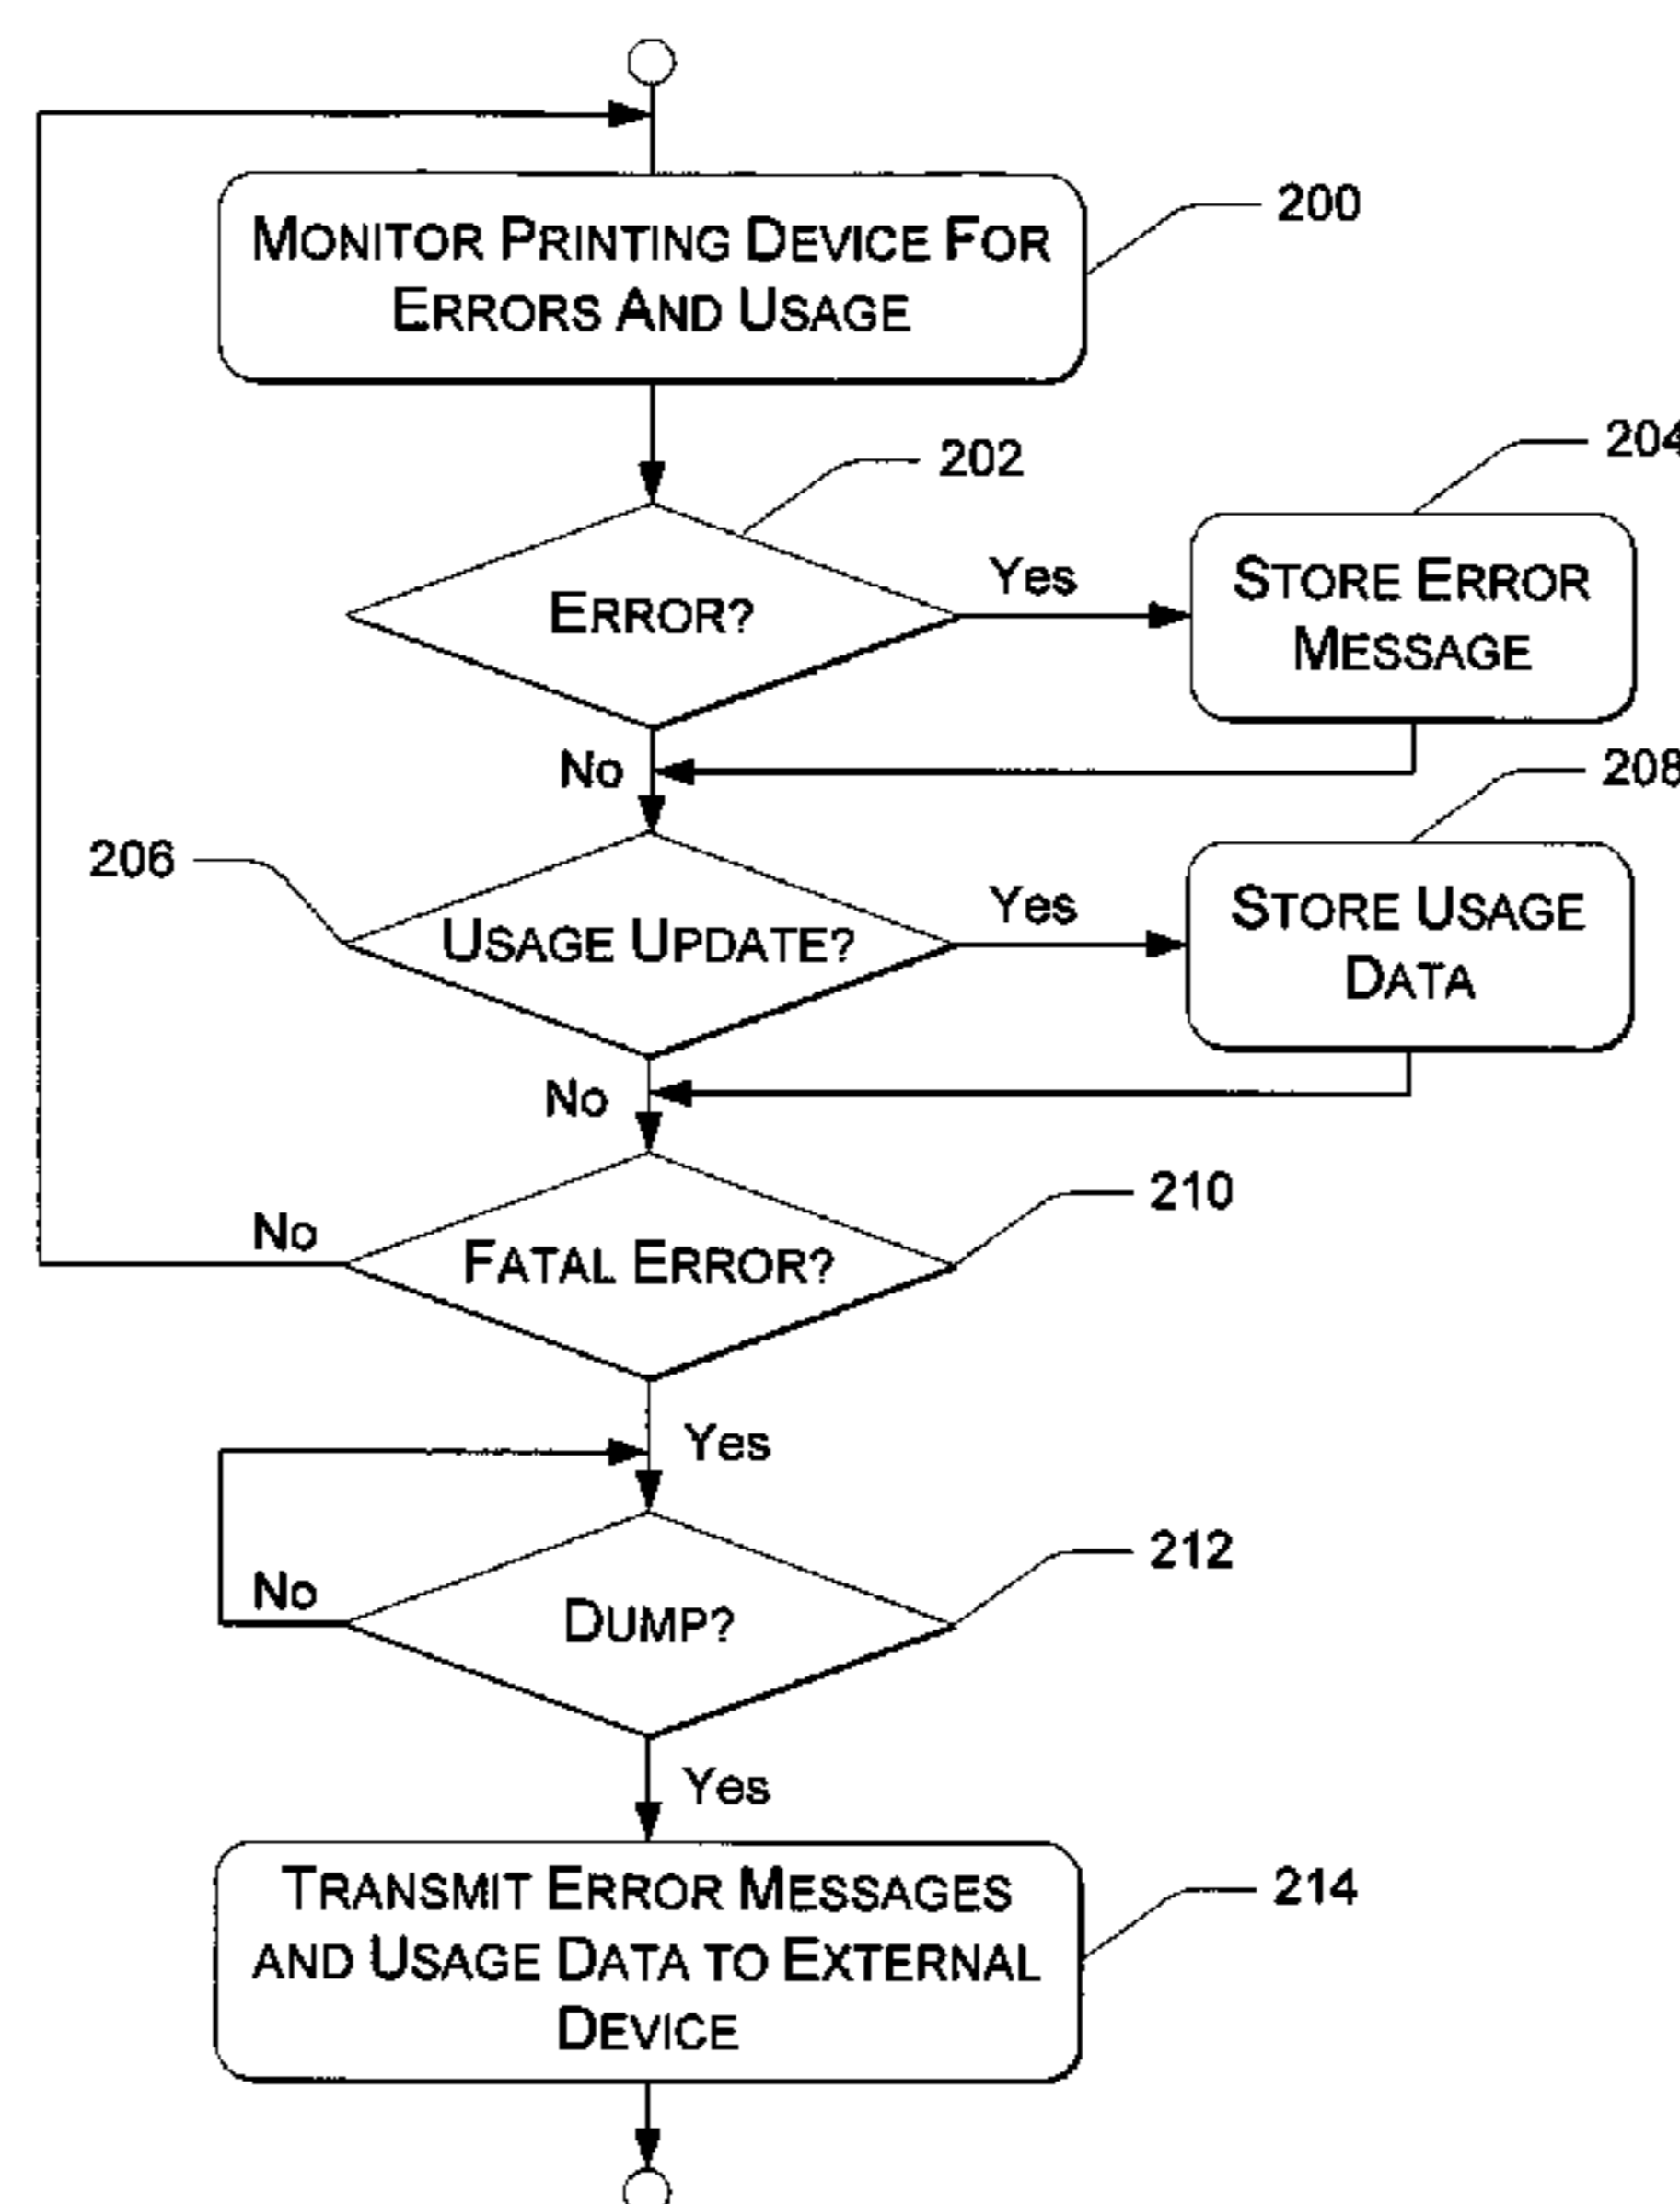 MONITOR PRINTING DEVICE FOR
ERRORS AND USAGE
200
202
ERROR?
Yes
204
STORE ERROR
MESSAGE
No
206
USAGE UPDATE?
Yes
208
STORE USAGE
DATA
No
210
FATAL ERROR?
No
Yes
212
DUMP?
No
Yes
TRANSMIT ERROR MESSAGES
AND USAGE DATA TO EXTERNAL
DEVICE
214